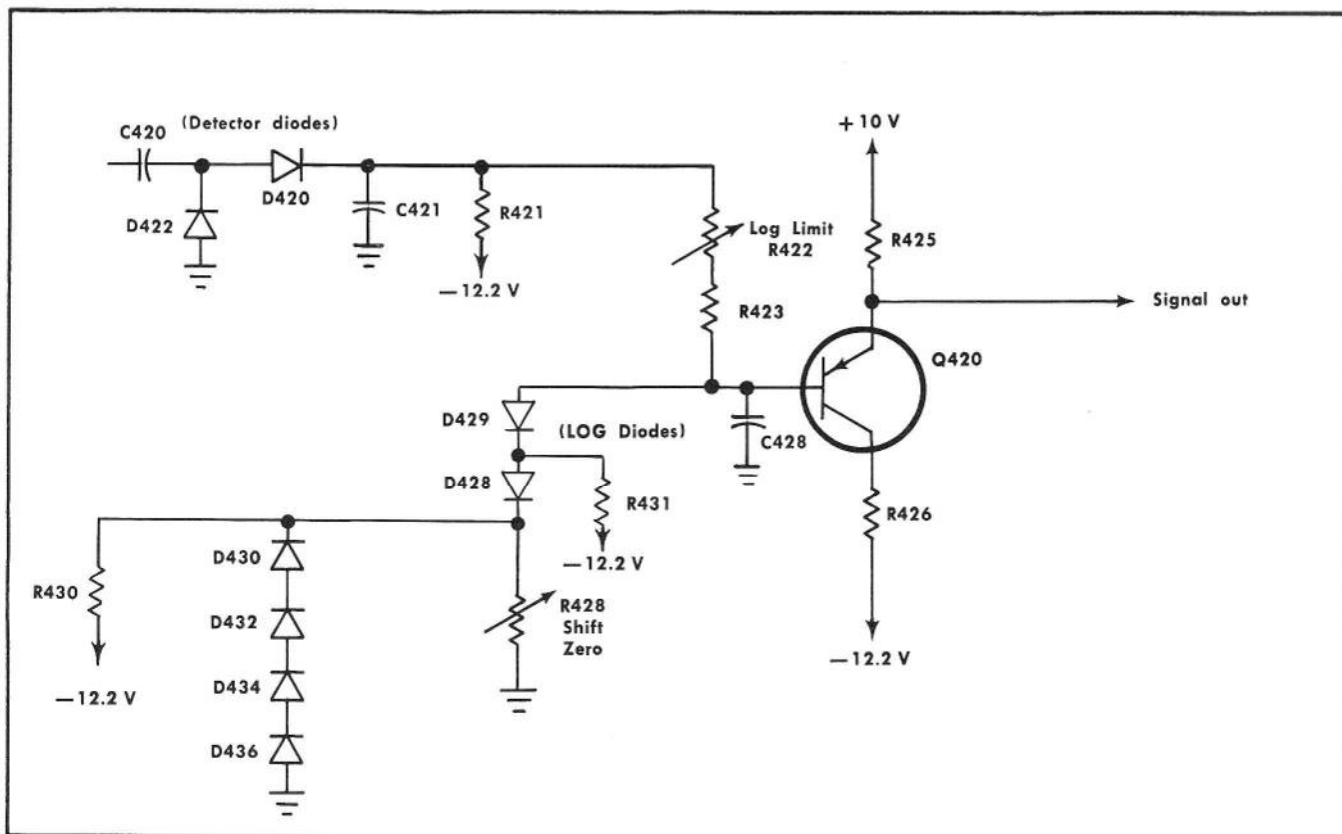 C420
(Detector diodes)
D420
D422
C421
R421
— 12.2 V
Log Limit
R422
R423
+ 10 V
R425
Signal out
Q420
C428
D429
(LOG Diodes)
D428
R431
— 12.2 V
R426
— 12.2 V
D430
D432
D434
D436
R430
— 12.2 V
R428
Shift
Zero